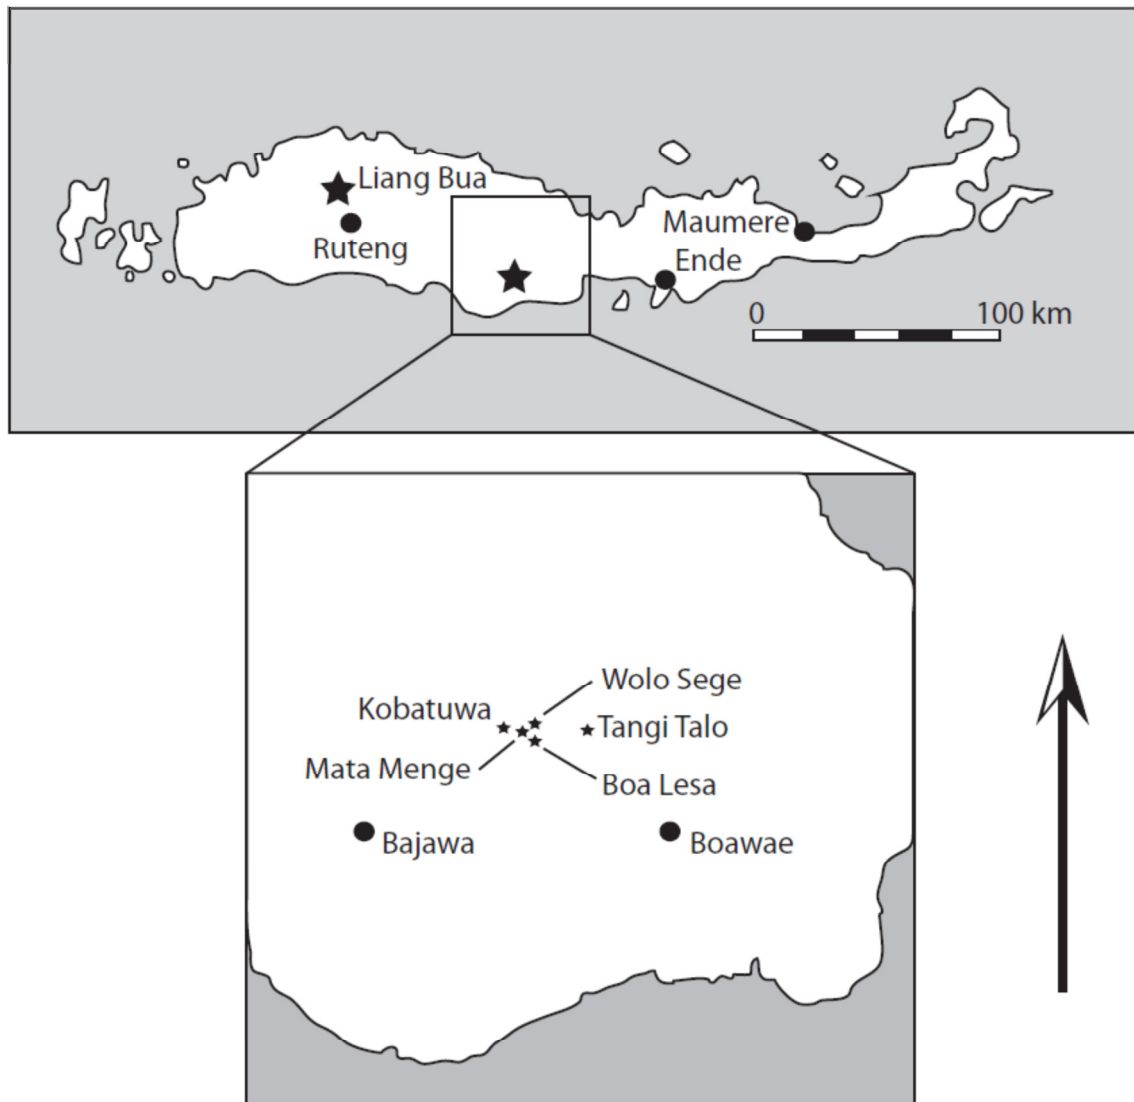 Liang Bua
Ruteng
Maumere
Ende
0
100 km
Wolo Sege
Kobatuwa
Tangi Talo
Mata Menge
Boa Lesa
Bajawa
Boawae